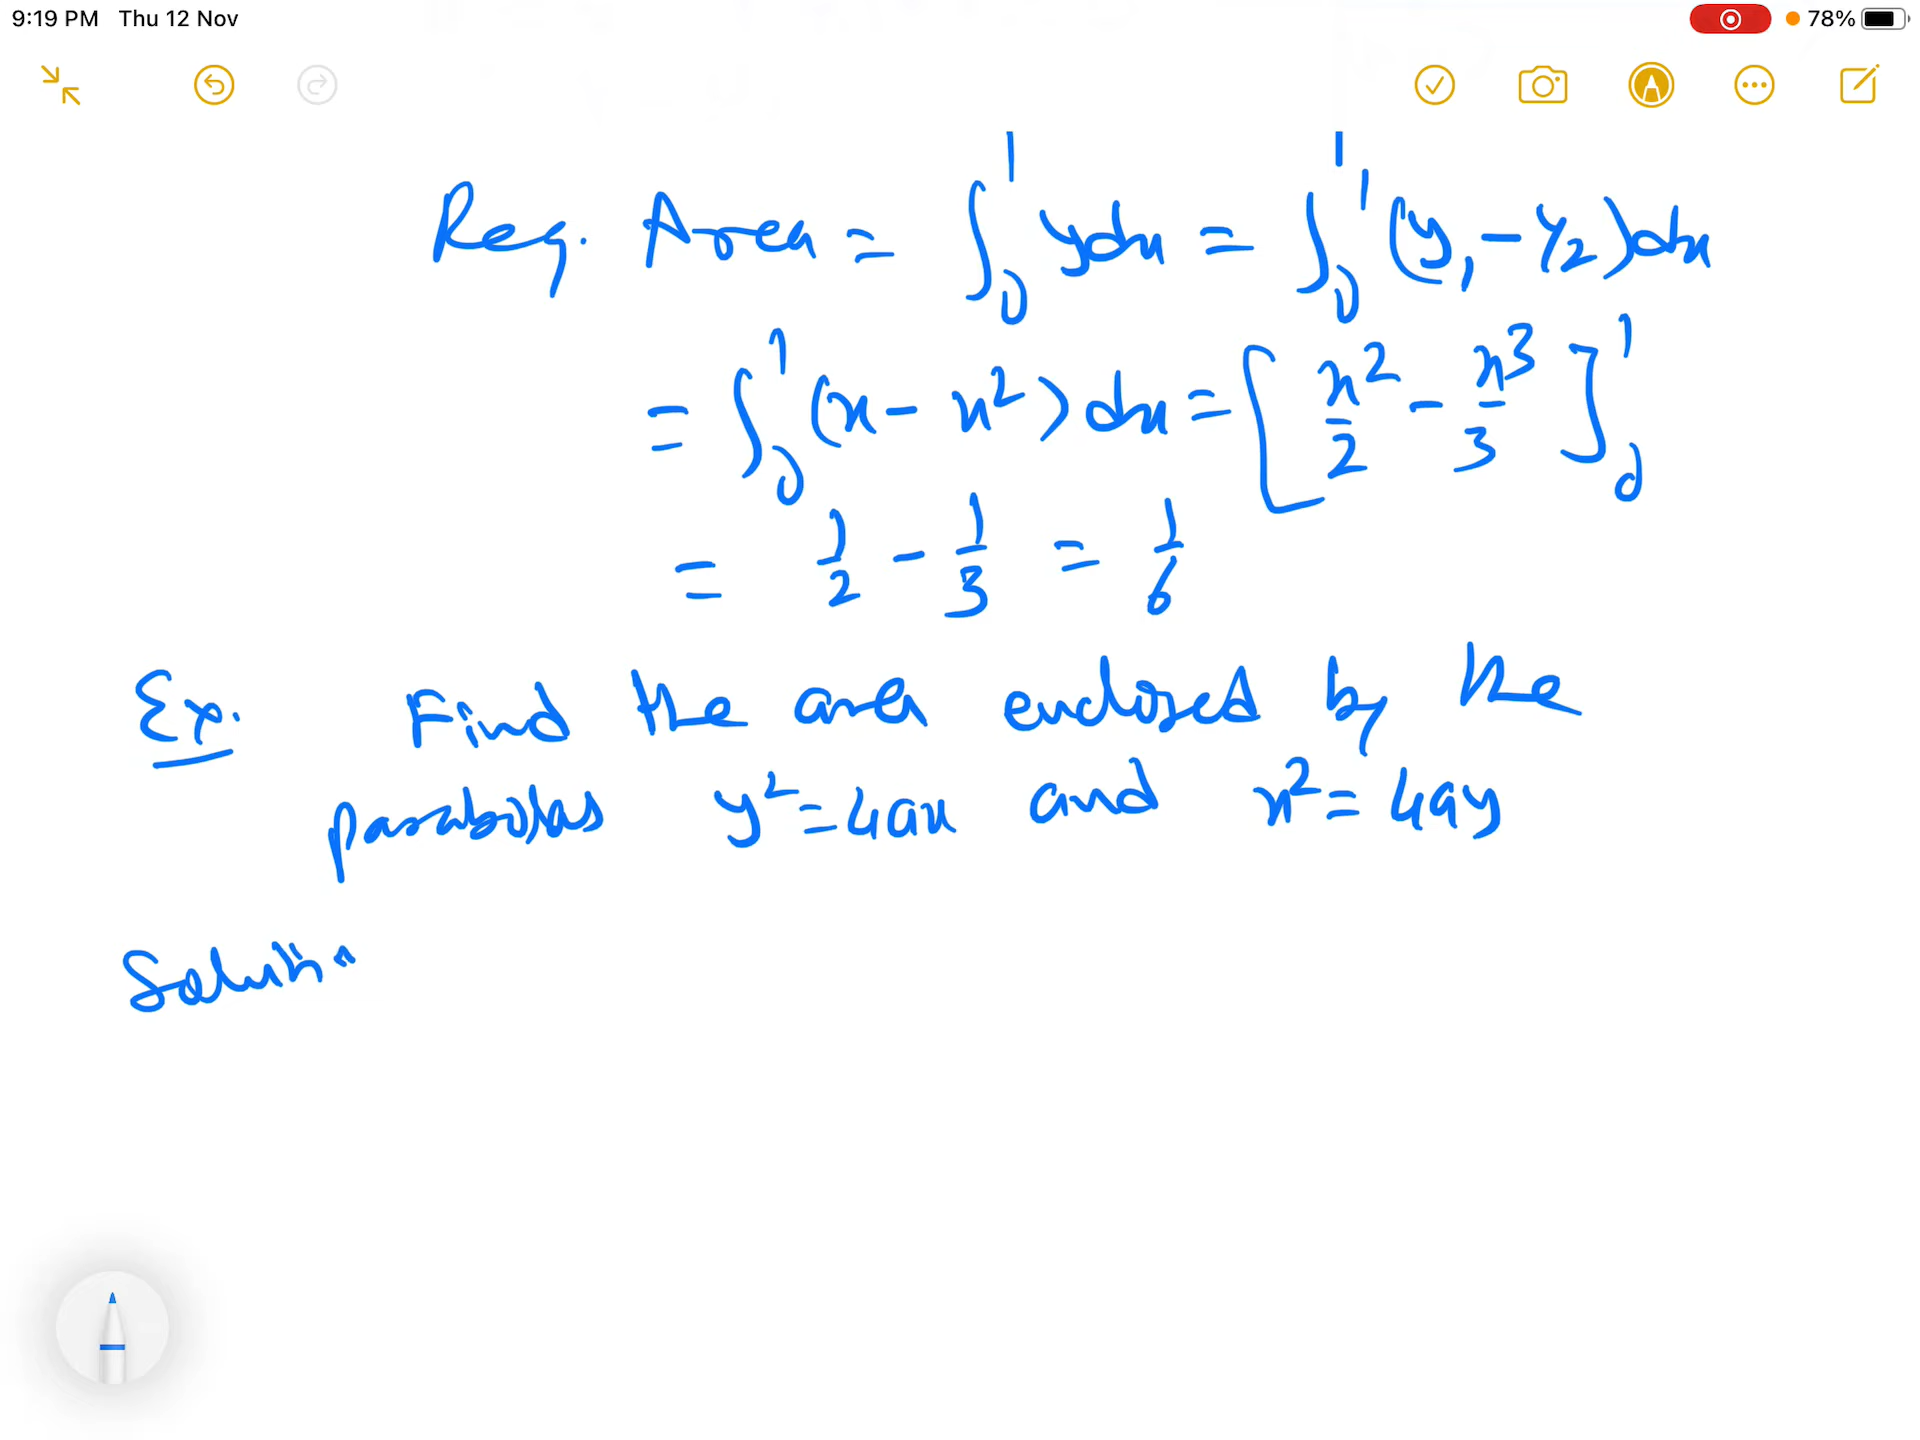 9:19 PM Thu 12 Nov 78%
Req. Area = ∫₀¹ ydx = ∫₀¹ (y₁ - y₂)dx
= ∫₀¹ (x - x²) dx = [x²/2 - x³/3]₀¹
= 1/2 - 1/3 = 1/6
Ex. Find the area enclosed by the
parabolas y² = 4ax and x² = 4ay
Solution